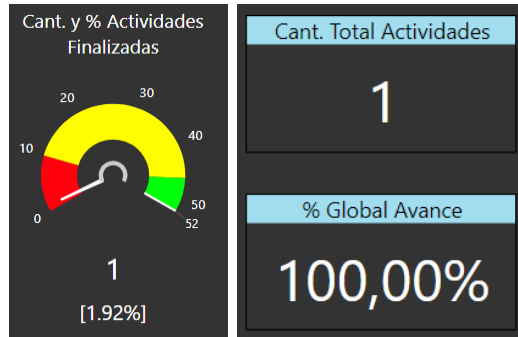 Cant. y % Actividades
Finalizadas
0
10
20
30
40
50
52
1
[1.92%]
Cant. Total Actividades
1
% Global Avance
100,00%